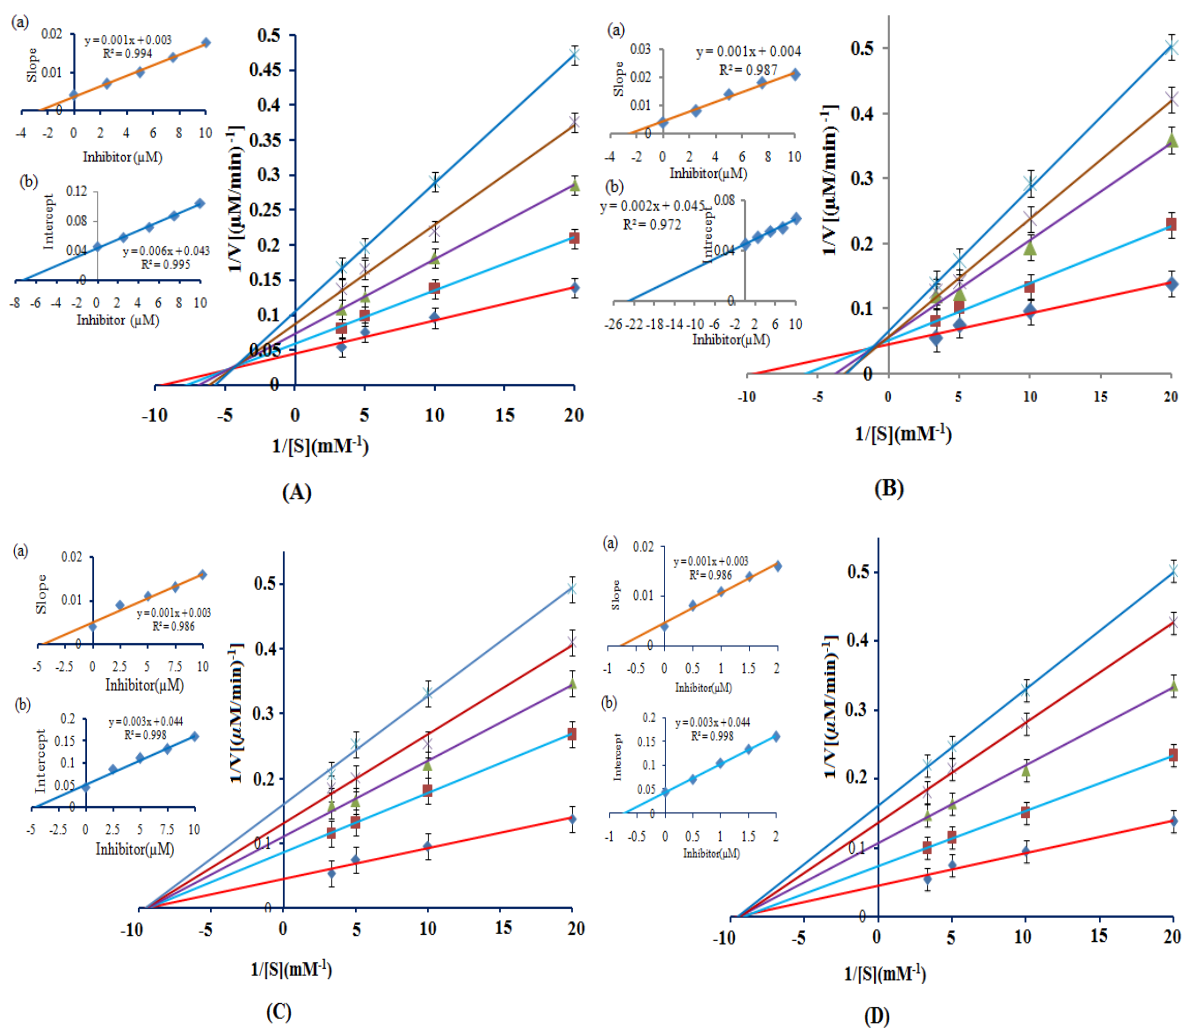 (a)
0.02
0.01
0
Slope
y = 0.001x + 0.003
R² = 0.994
-4 -2 0 2 4 6 8 10
Inhibitor (µM)
(b)
0.12
0.08
0.04
0
Intercept
y = 0.006x + 0.043
R² = 0.995
-8 -6 -4 -2 0 2 4 6 8 10
Inhibitor (µM)
0.5
0.45
0.4
0.35
0.3
0.25
0.2
0.15
0.1
0.05
0
1/V[(µM/min)⁻¹]
-10 -5 0 5 10 15 20
1/[S](mM⁻¹)
(A)
(a)
0.03
0.02
0.01
0
Slope
y = 0.001x + 0.004
R² = 0.987
-4 -2 0 2 4 6 8 10
Inhibitor(µM)
(b)
0.08
0.04
0
Intrecept
y = 0.002x + 0.045
R² = 0.972
-26 -22 -18 -14 -10 -6 -2 2 6 10
Inhibitor(µM)
0.5
0.4
0.3
0.2
0.1
0
1/V[(µM/min)⁻¹]
-10 -5 0 5 10 15 20
1/[S](mM⁻¹)
(B)
(a)
0.02
0.01
0
Slope
y = 0.001x + 0.003
R² = 0.986
-5 -2.5 0 2.5 5 7.5 10
Inhibitor(µM)
(b)
0.2
0.15
0.1
0.05
0
Intercept
y = 0.003x + 0.044
R² = 0.998
-5 -2.5 0 2.5 5 7.5 10
Inhibitor(µM)
0.5
0.4
0.3
0.2
0.1
0
1/V[(µM/min)⁻¹]
-10 -5 0 5 10 15 20
1/[S](mM⁻¹)
(C)
(a)
0.02
0.01
0
Slope
y = 0.001x + 0.003
R² = 0.986
-1 -0.5 0 0.5 1 1.5 2
Inhibitor(µM)
(b)
0.2
0.15
0.1
0.05
0
Intercept
y = 0.003x + 0.044
R² = 0.998
-1 -0.5 0 0.5 1 1.5 2
Inhibitor(µM)
0.5
0.4
0.3
0.2
0.1
0
1/V[(µM/min)⁻¹]
-10 -5 0 5 10 15 20
1/[S](mM⁻¹)
(D)